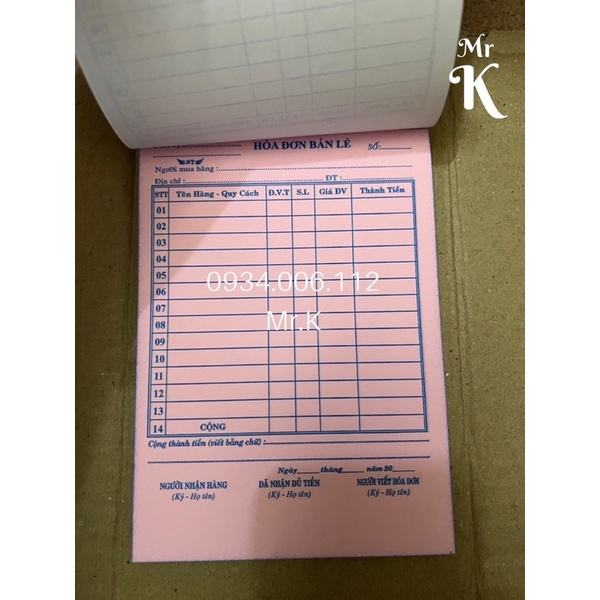 Mr
K
HÓA ĐƠN BÁN LẺ Số:
NT
Người mua hàng :
Địa chỉ : ĐT :
STT Tên Hàng - Quy Cách Đ.V.T S.L Giá ĐV Thành Tiền
01
02
03
04
05
0934.006.112
06
07
Mr.K
08
09
10
11
12
13
14 CỘNG
Cộng thành tiền (viết bằng chữ) :
Ngày tháng năm 20
NGƯỜI NHẬN HÀNG ĐÃ NHẬN ĐỦ TIỀN NGƯỜI VIẾT HÓA ĐƠN
(Ký - Họ tên) (Ký - Họ tên) (Ký - Họ tên)